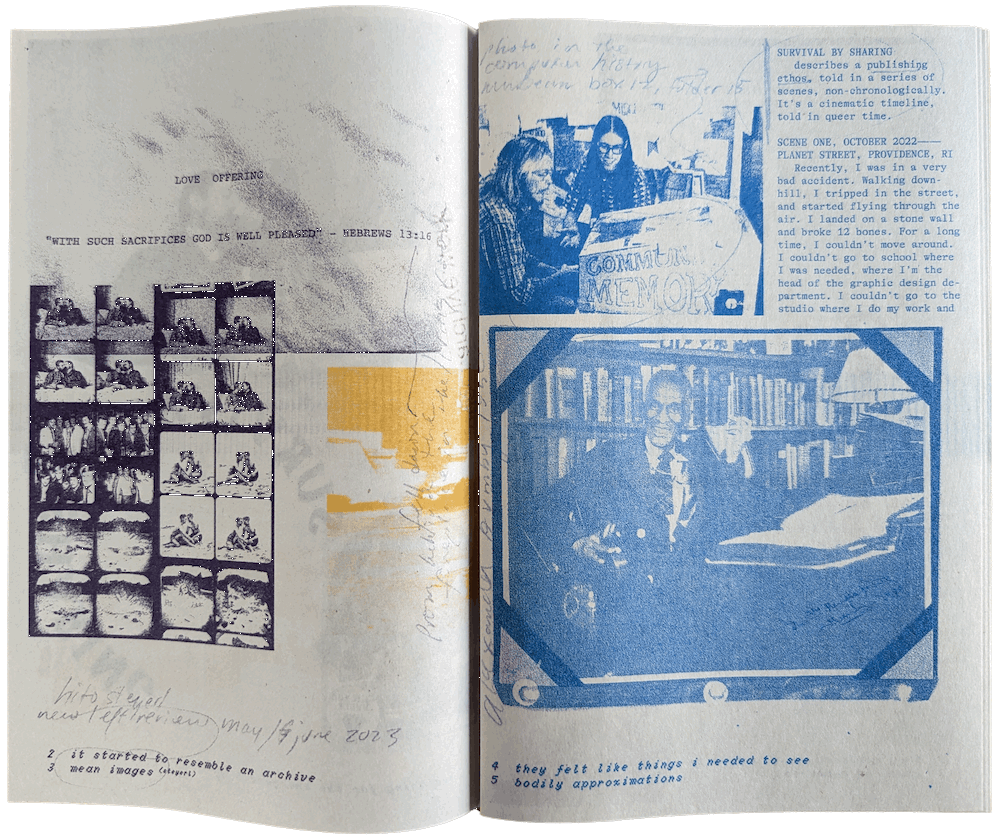 LOVE OFFERING
"WITH SUCH SACRIFICES GOD IS WELL PLEASED" — HEBREWS 13:16
hito steyerl
new left review may/june 2023
2 it started to resemble an archive
3 mean images (steyerl)
photo in the
computer history
museum box 12, folder 15
COMMUN
MEMOR
SURVIVAL BY SHARING
describes a publishing
ethos, told in a series of
scenes, non-chronologically.
It's a cinematic timeline,
told in queer time.
SCENE ONE, OCTOBER 2022——
PLANET STREET, PROVIDENCE, RI
Recently, I was in a very
bad accident. Walking down-
hill, I tripped in the street,
and started flying through the
air. I landed on a stone wall
and broke 12 bones. For a long
time, I couldn't move around.
I couldn't go to school where
I was needed, where I'm the
head of the graphic design de-
partment. I couldn't go to the
studio where I do my work and
4 they felt like things i needed to see
5 bodily approximations